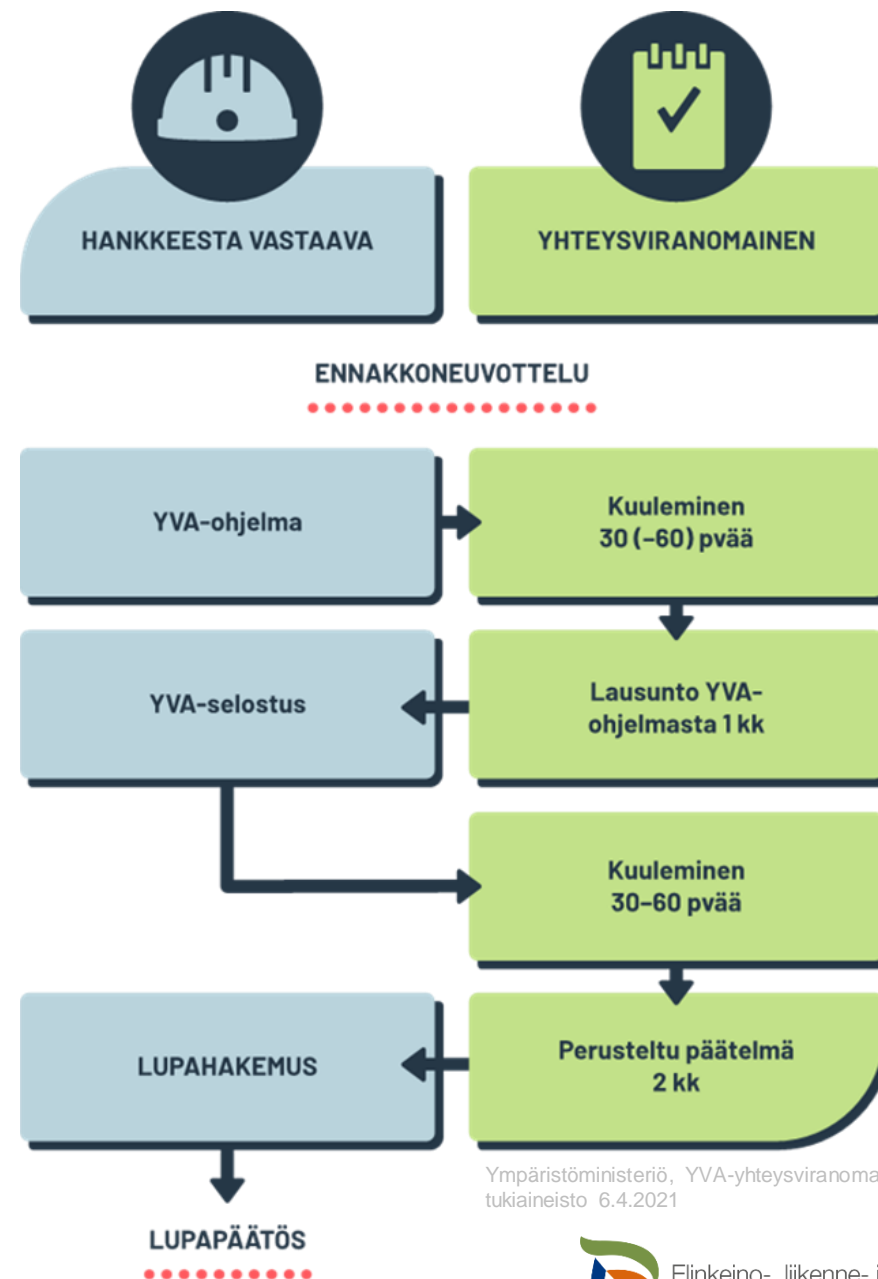 HANKKEESTA VASTAAVA
YHTEYSVIRANOMAINEN
ENNAKKONEUVOTTELU
YVA-ohjelma
Kuuleminen
30 (–60) pvää
YVA-selostus
Lausunto YVA-
ohjelmasta 1 kk
Kuuleminen
30–60 pvää
LUPAHAKEMUS
Perusteltu päätelmä
2 kk
Ympäristöministeriö, YVA-yhteysviranoma
tukiaineisto 6.4.2021
LUPAPÄÄTÖS
Elinkeino-, liikenne- j